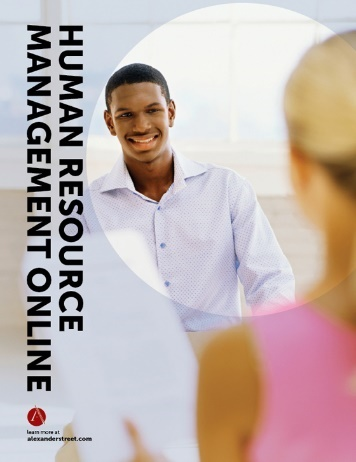 HUMAN RESOURCE
MANAGEMENT ONLINE
learn more at
alexanderstreet.com